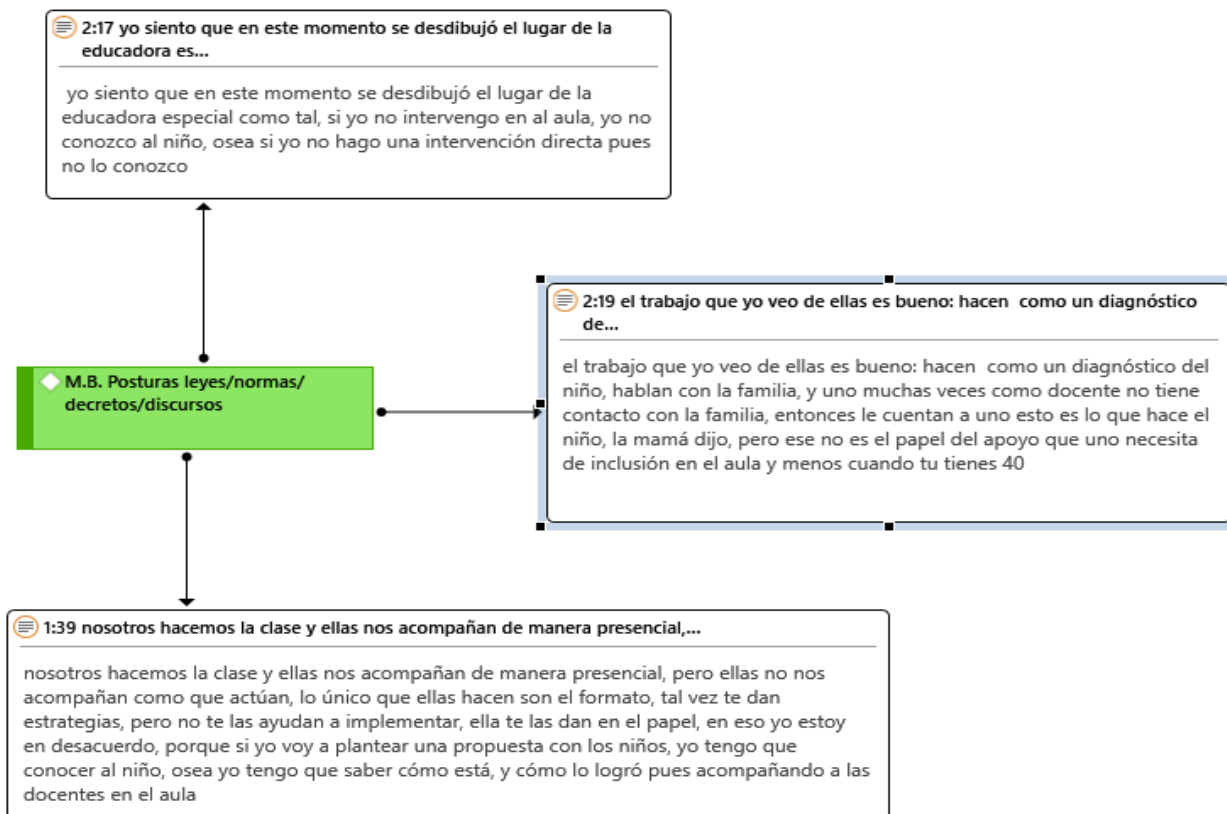 2:17 yo siento que en este momento se desdibujó el lugar de la
educadora es...
yo siento que en este momento se desdibujó el lugar de la
educadora especial como tal, si yo no intervengo en al aula, yo no
conozco al niño, osea si yo no hago una intervención directa pues
no lo conozco
2:19 el trabajo que yo veo de ellas es bueno: hacen como un diagnóstico
de...
el trabajo que yo veo de ellas es bueno: hacen como un diagnóstico del
niño, hablan con la familia, y uno muchas veces como docente no tiene
contacto con la familia, entonces le cuentan a uno esto es lo que hace el
niño, la mamá dijo, pero ese no es el papel del apoyo que uno necesita
de inclusión en el aula y menos cuando tu tienes 40
M.B. Posturas leyes/normas/
decretos/discursos
1:39 nosotros hacemos la clase y ellas nos acompañan de manera presencial,...
nosotros hacemos la clase y ellas nos acompañan de manera presencial, pero ellas no nos
acompañan como que actúan, lo único que ellas hacen son el formato, tal vez te dan
estrategias, pero no te las ayudan a implementar, ella te las dan en el papel, en eso yo estoy
en desacuerdo, porque si yo voy a plantear una propuesta con los niños, yo tengo que
conocer al niño, osea yo tengo que saber cómo está, y cómo lo logró pues acompañando a las
docentes en el aula